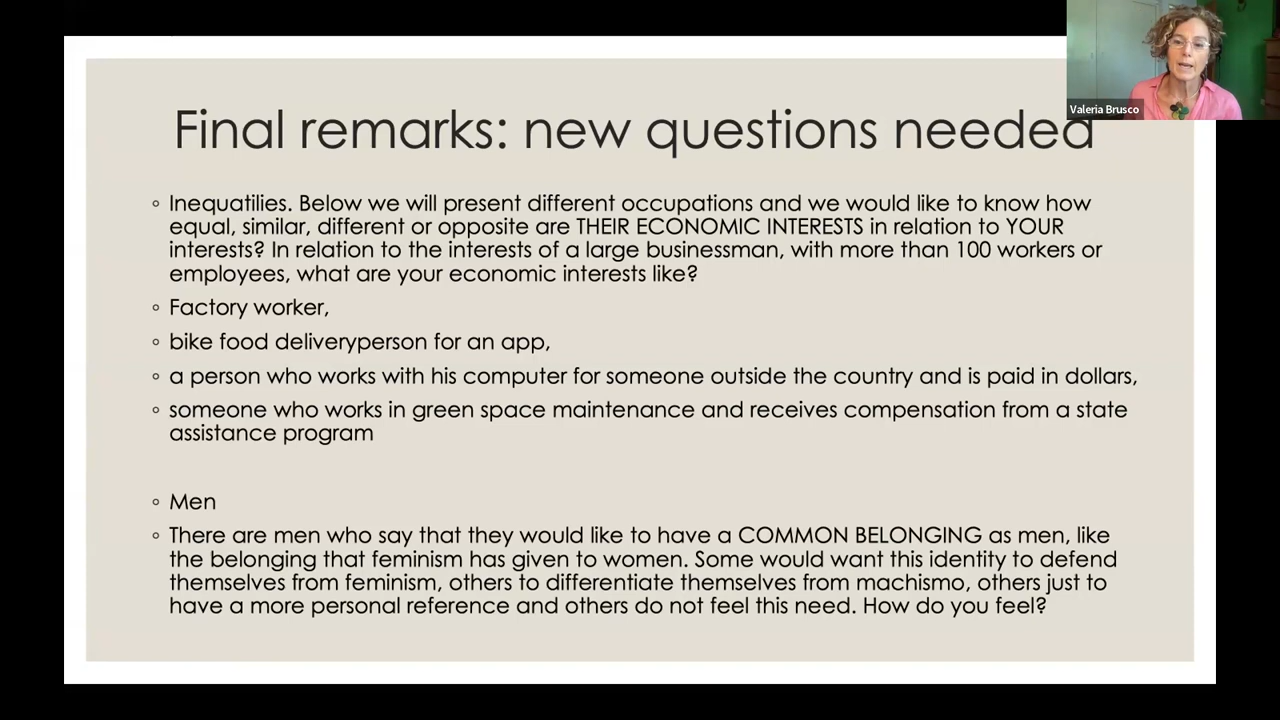 Valeria Brusco
Final remarks: new questions needed
◦ Inequatilies. Below we will present different occupations and we would like to know how
equal, similar, different or opposite are THEIR ECONOMIC INTERESTS in relation to YOUR
interests? In relation to the interests of a large businessman, with more than 100 workers or
employees, what are your economic interests like?
◦ Factory worker,
◦ bike food deliveryperson for an app,
◦ a person who works with his computer for someone outside the country and is paid in dollars,
◦ someone who works in green space maintenance and receives compensation from a state
assistance program
◦ Men
◦ There are men who say that they would like to have a COMMON BELONGING as men, like
the belonging that feminism has given to women. Some would want this identity to defend
themselves from feminism, others to differentiate themselves from machismo, others just to
have a more personal reference and others do not feel this need. How do you feel?